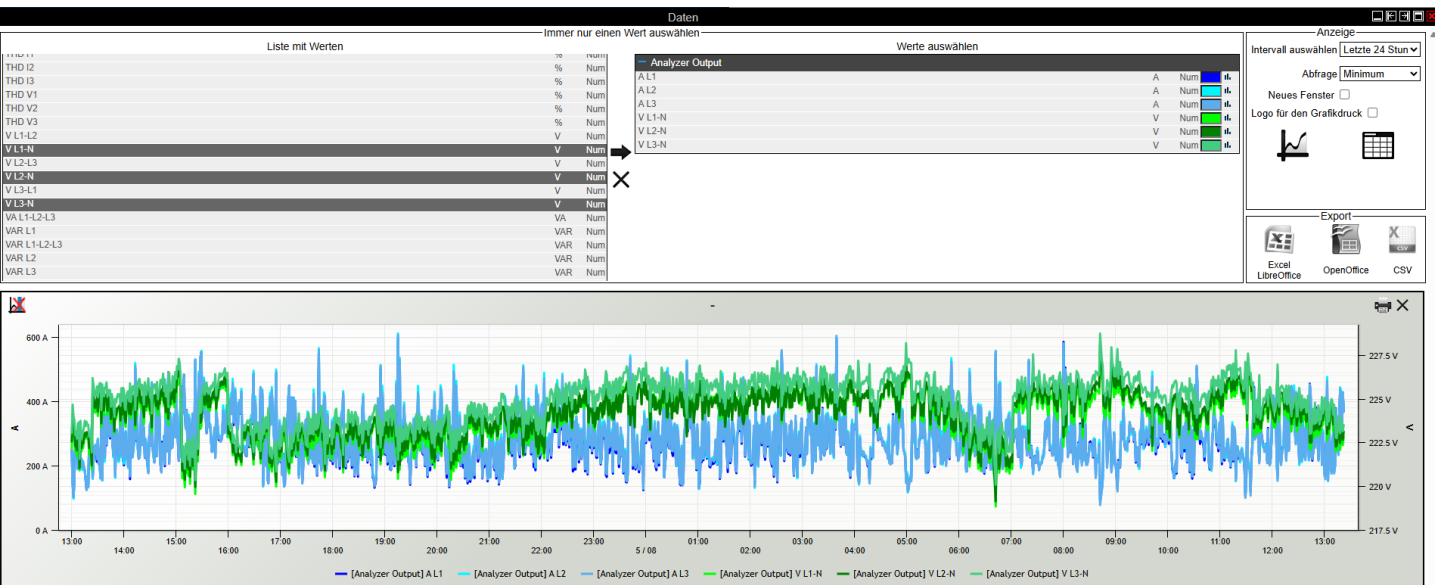 Daten
Immer nur einen Wert auswählen
Liste mit Werten
THD I1 % Num
THD I2 % Num
THD I3 % Num
THD V1 % Num
THD V2 % Num
THD V3 % Num
V L1-L2 V Num
V L1-N V Num
V L2-L3 V Num
V L2-N V Num
V L3-L1 V Num
V L3-N V Num
VA L1-L2-L3 VA Num
VAR L1 VAR Num
VAR L1-L2-L3 VAR Num
VAR L2 VAR Num
VAR L3 VAR Num
Werte auswählen
Analyzer Output
A L1 A Num
A L2 A Num
A L3 A Num
V L1-N V Num
V L2-N V Num
V L3-N V Num
Anzeige
Intervall auswählen Letzte 24 Stun
Abfrage Minimum
Neues Fenster
Logo für den Grafikdruck
Export
Excel
LibreOffice
OpenOffice
CSV
CSV
-
600 A
400 A
200 A
0 A
A
227.5 V
225 V
222.5 V
220 V
217.5 V
V
13:00 14:00 15:00 16:00 17:00 18:00 19:00 20:00 21:00 22:00 23:00 5/08 01:00 02:00 03:00 04:00 05:00 06:00 07:00 08:00 09:00 10:00 11:00 12:00 13:00
[Analyzer Output] A L1 [Analyzer Output] A L2 [Analyzer Output] A L3 [Analyzer Output] V L1-N [Analyzer Output] V L2-N [Analyzer Output] V L3-N